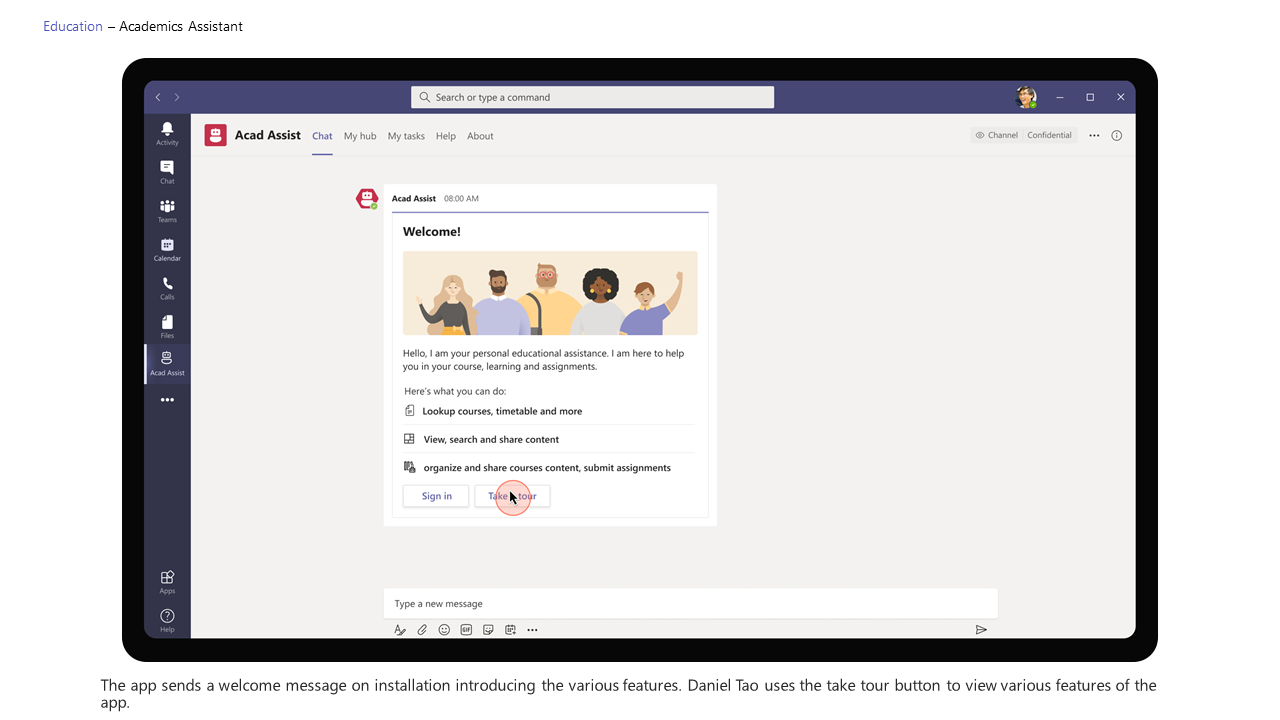 Education – Academics Assistant
Search or type a command
Acad Assist Chat My hub My tasks Help About Channel Confidential
Activity
Chat
Teams
Calendar
Calls
Files
Acad Assist
Apps
Help
Acad Assist 08:00 AM
Welcome!
Hello, I am your personal educational assistance. I am here to help
you in your course, learning and assignments.
Here's what you can do:
Lookup courses, timetable and more
View, search and share content
organize and share courses content, submit assignments
Sign in Take a tour
Type a new message
GIF
The app sends a welcome message on installation introducing the various features. Daniel Tao uses the take tour button to view various features of the
app.